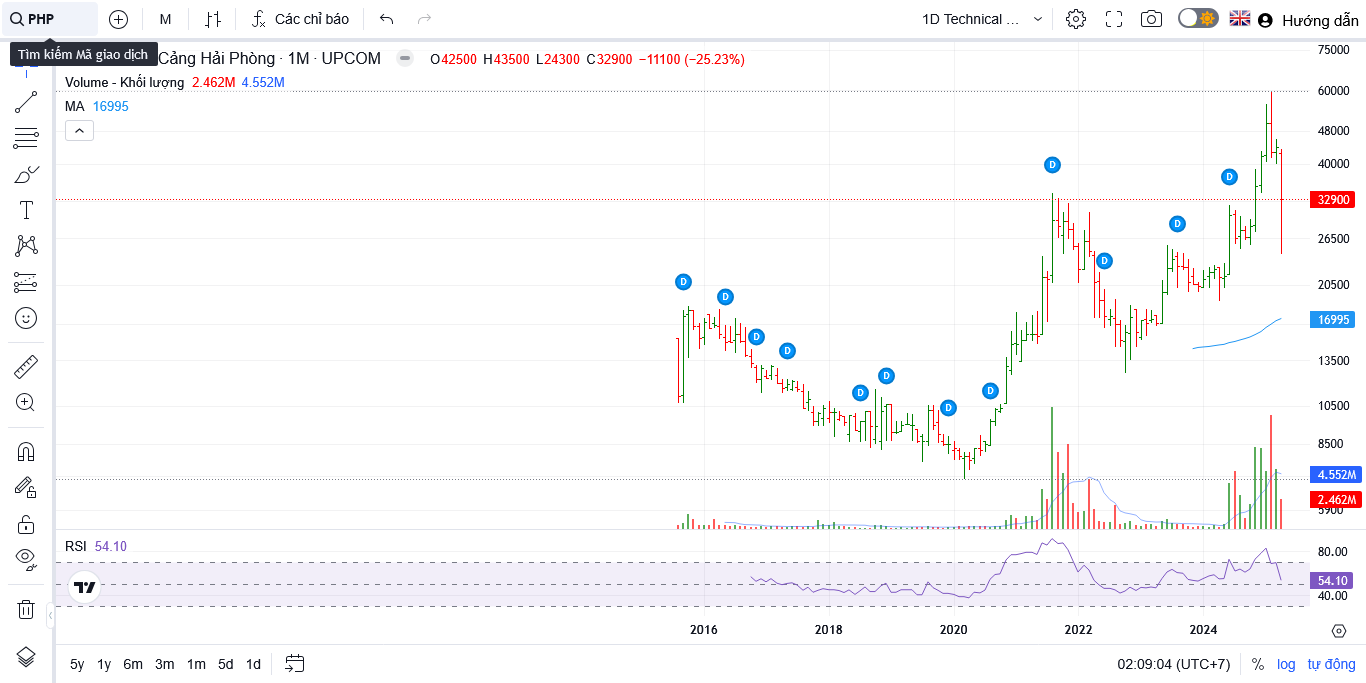 PHP M Các chỉ báo 1D Technical ... Hướng dẫn
Tìm kiếm Mã giao dịch
Cảng Hải Phòng · 1M · UPCOM O42500 H43500 L24300 C32900 −11100 (−25.23%)
Volume - Khối lượng 2.462M 4.552M
MA 16995
75000
60000
48000
40000
32900
26500
20500
16995
13500
10500
8500
4.552M
2.462M
5900
D
D
D
D
D
D
D
D
D
D
D
D
RSI 54.10
80.00
54.10
40.00
2016 2018 2020 2022 2024
5y 1y 6m 3m 1m 5d 1d 02:09:04 (UTC+7) % log tự động